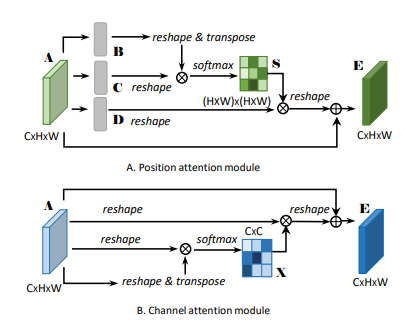 A
B
reshape & transpose
softmax
S
E
C
reshape
(HxW)x(HxW)
reshape
D
reshape
CxHxW
CxHxW
A. Position attention module
A
reshape
reshape
E
reshape
softmax
CxC
X
CxHxW
reshape & transpose
CxHxW
B. Channel attention module